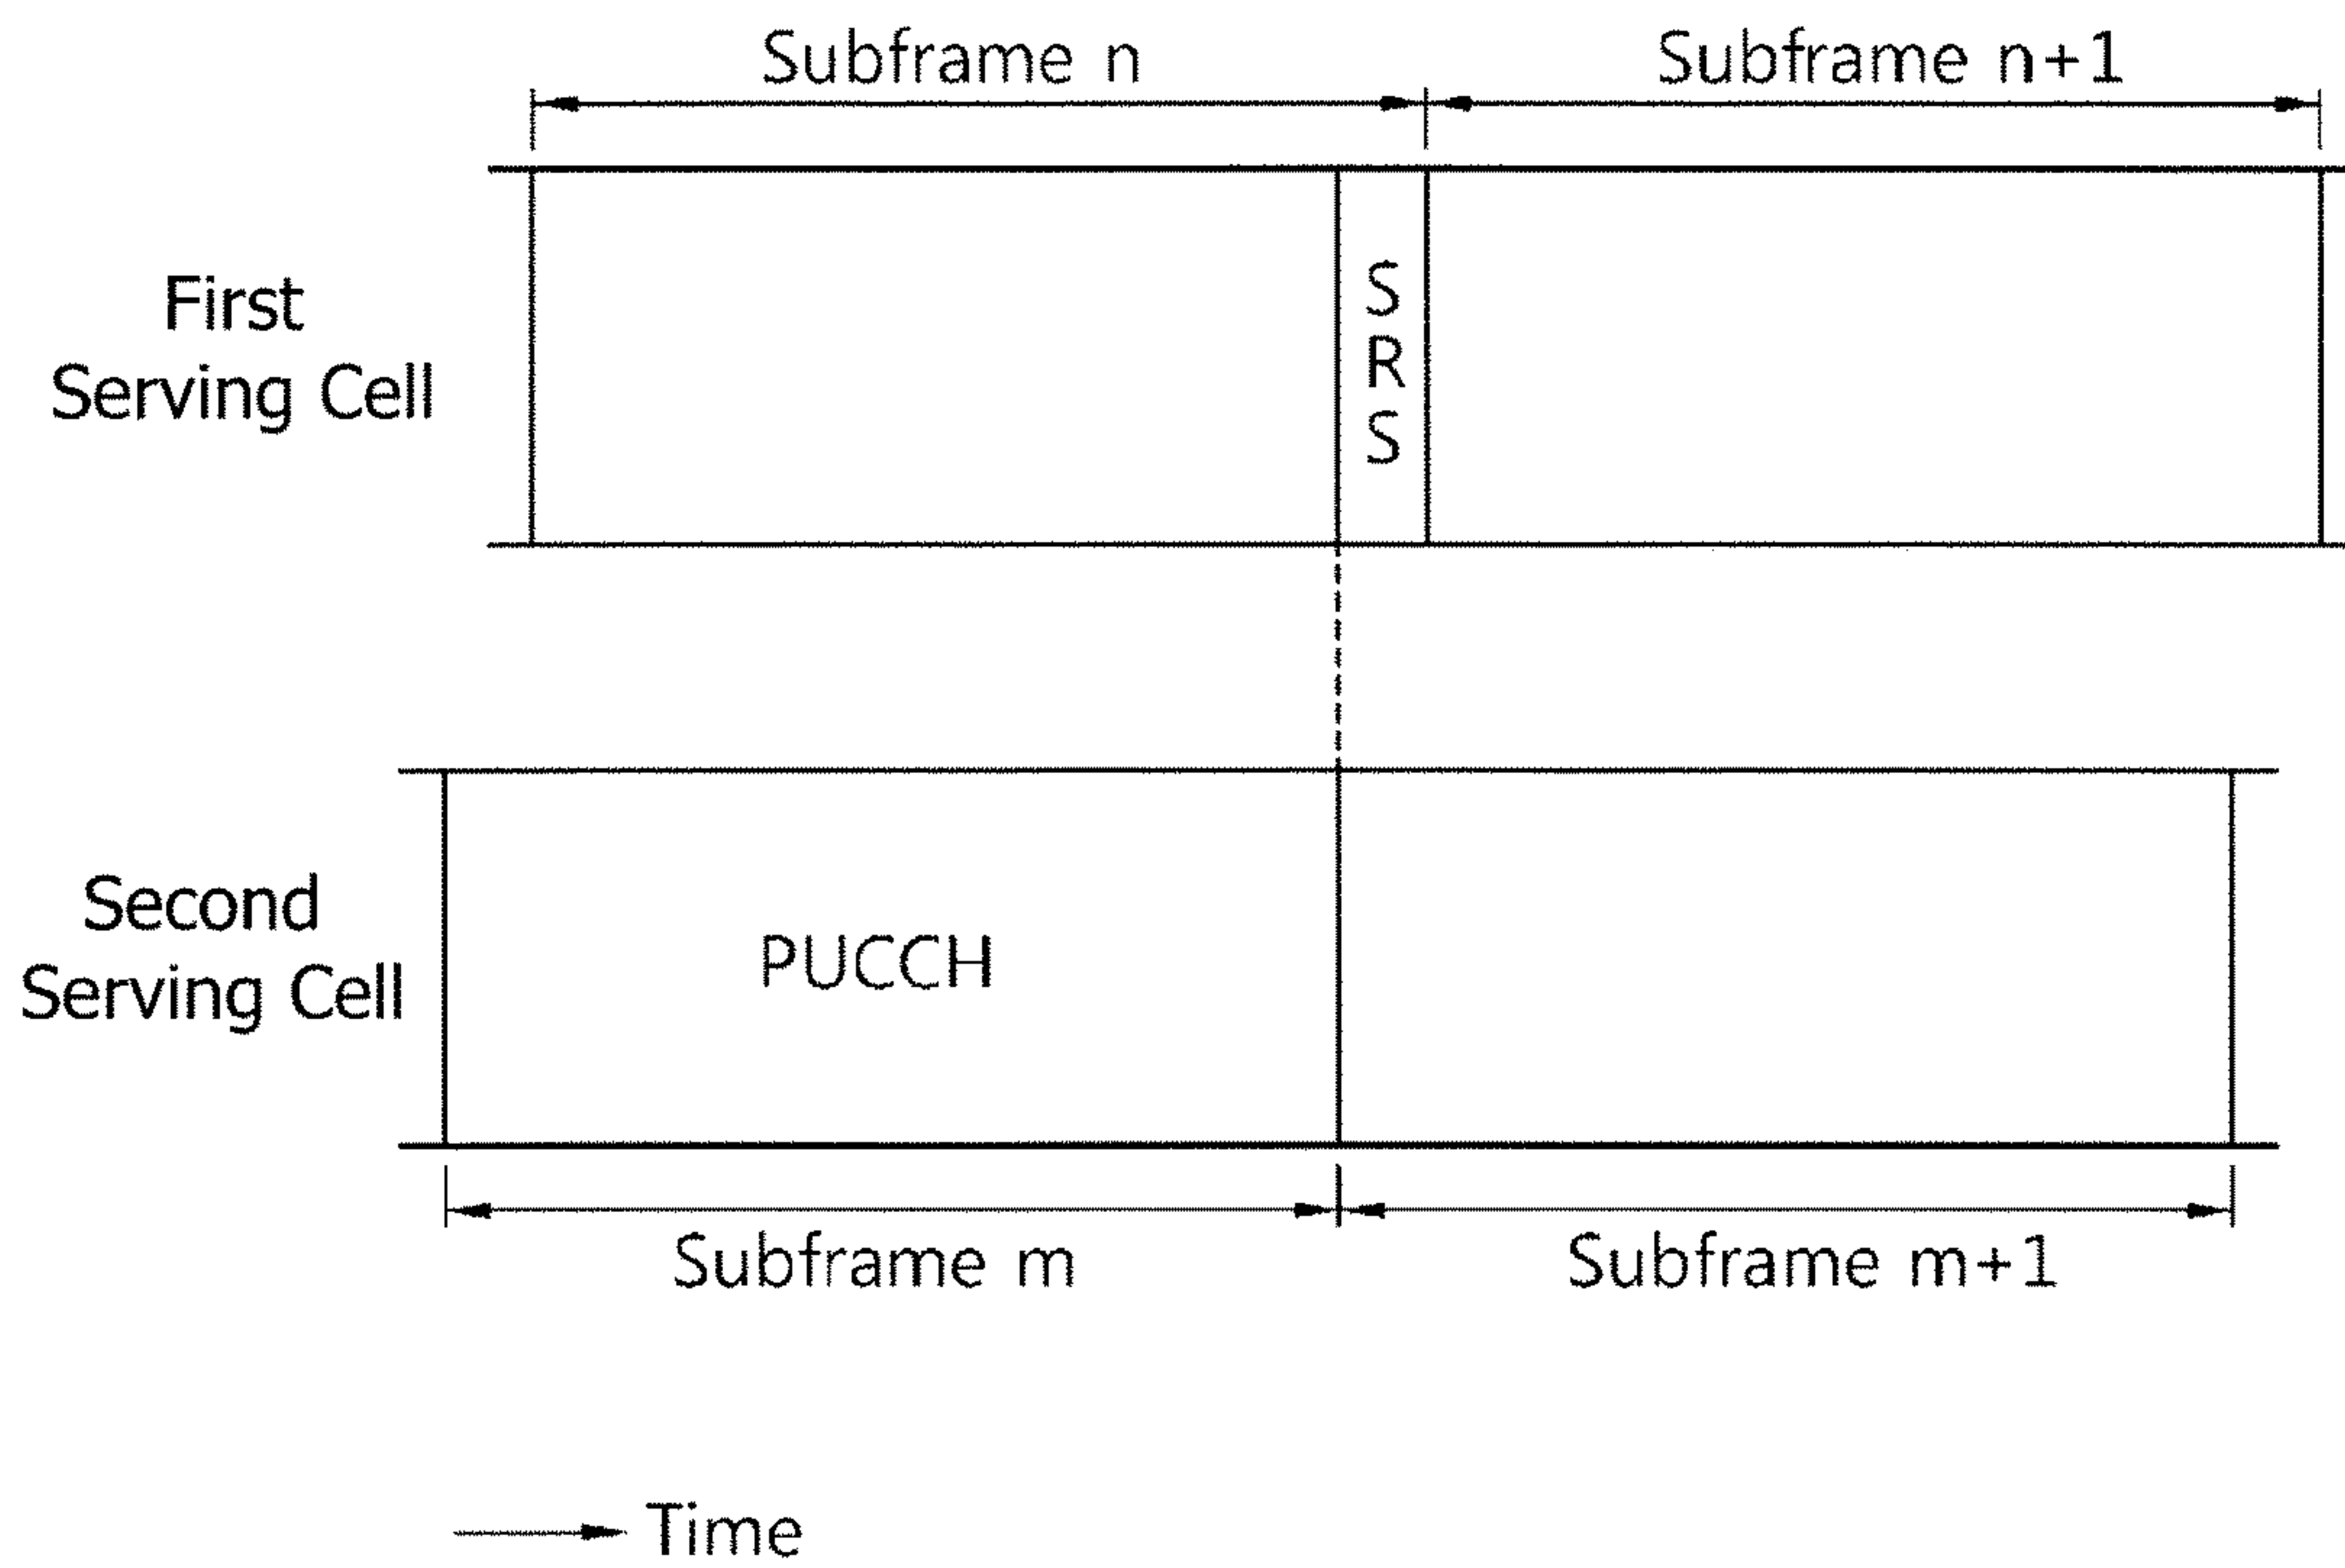 Subframe n
Subframe n+1
First
Serving Cell
S
R
S
Second
Serving Cell
PUCCH
Subframe m
Subframe m+1
Time